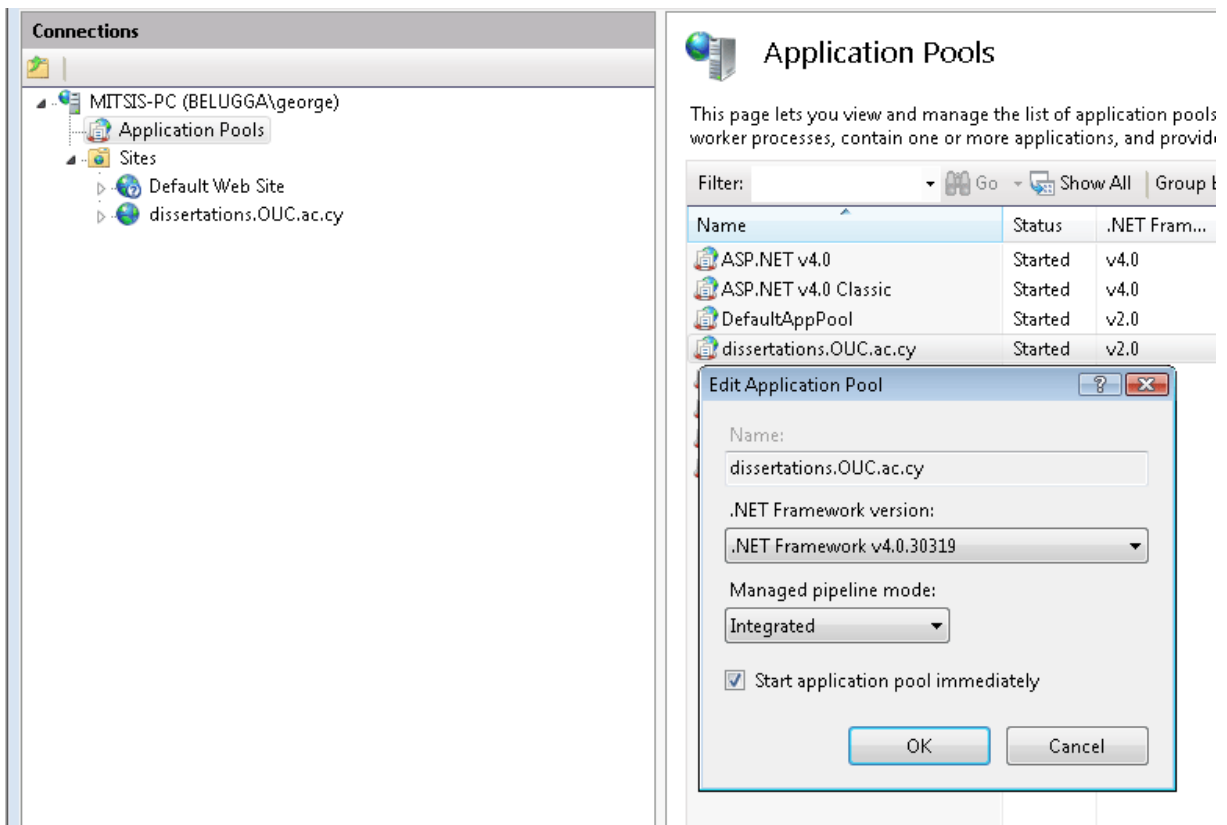 Connections
MITSIS-PC (BELUGGA\george)
Application Pools
Sites
Default Web Site
dissertations.OUC.ac.cy
Application Pools
This page lets you view and manage the list of application pools
worker processes, contain one or more applications, and provid
Filter: Go Show All Group
Name Status .NET Fram...
ASP.NET v4.0 Started v4.0
ASP.NET v4.0 Classic Started v4.0
DefaultAppPool Started v2.0
dissertations.OUC.ac.cy Started v2.0
Edit Application Pool
Name:
dissertations.OUC.ac.cy
.NET Framework version:
.NET Framework v4.0.30319
Managed pipeline mode:
Integrated
Start application pool immediately
OK Cancel